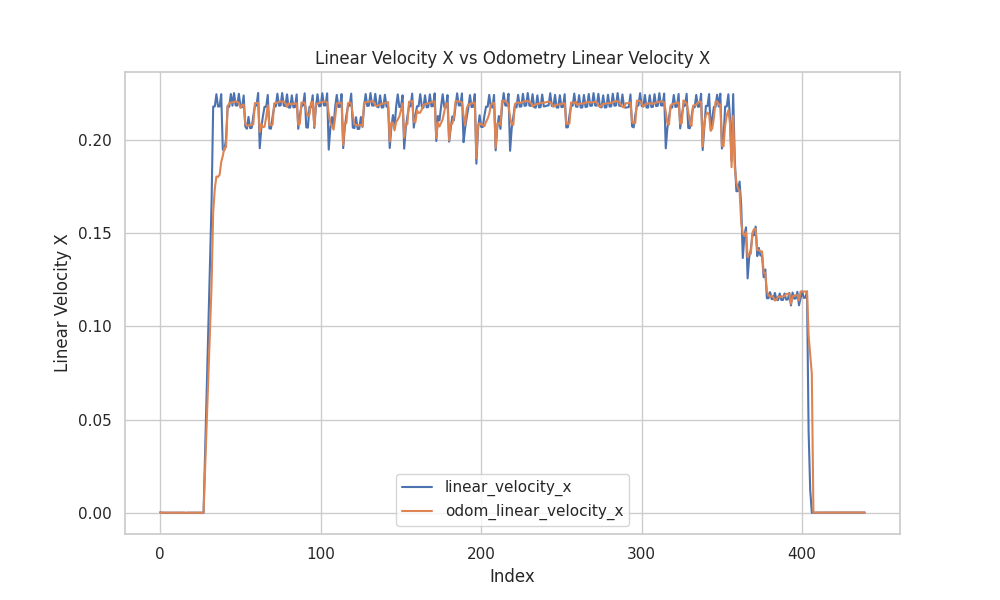 Linear Velocity X vs Odometry Linear Velocity X
Linear Velocity X
0.20
0.15
0.10
0.05
0.00
linear_velocity_x
odom_linear_velocity_x
0
100
200
300
400
Index